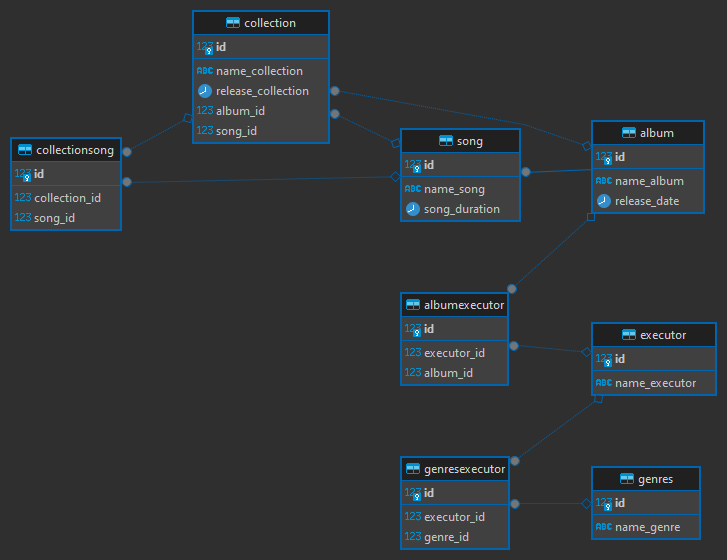 collection
123 id
ABC name_collection
release_collection
123 album_id
123 song_id
collectionsong
123 id
123 collection_id
123 song_id
song
123 id
ABC name_song
song_duration
album
123 id
ABC name_album
release_date
albumexecutor
123 id
123 executor_id
123 album_id
executor
123 id
ABC name_executor
genresexecutor
123 id
123 executor_id
123 genre_id
genres
123 id
ABC name_genre